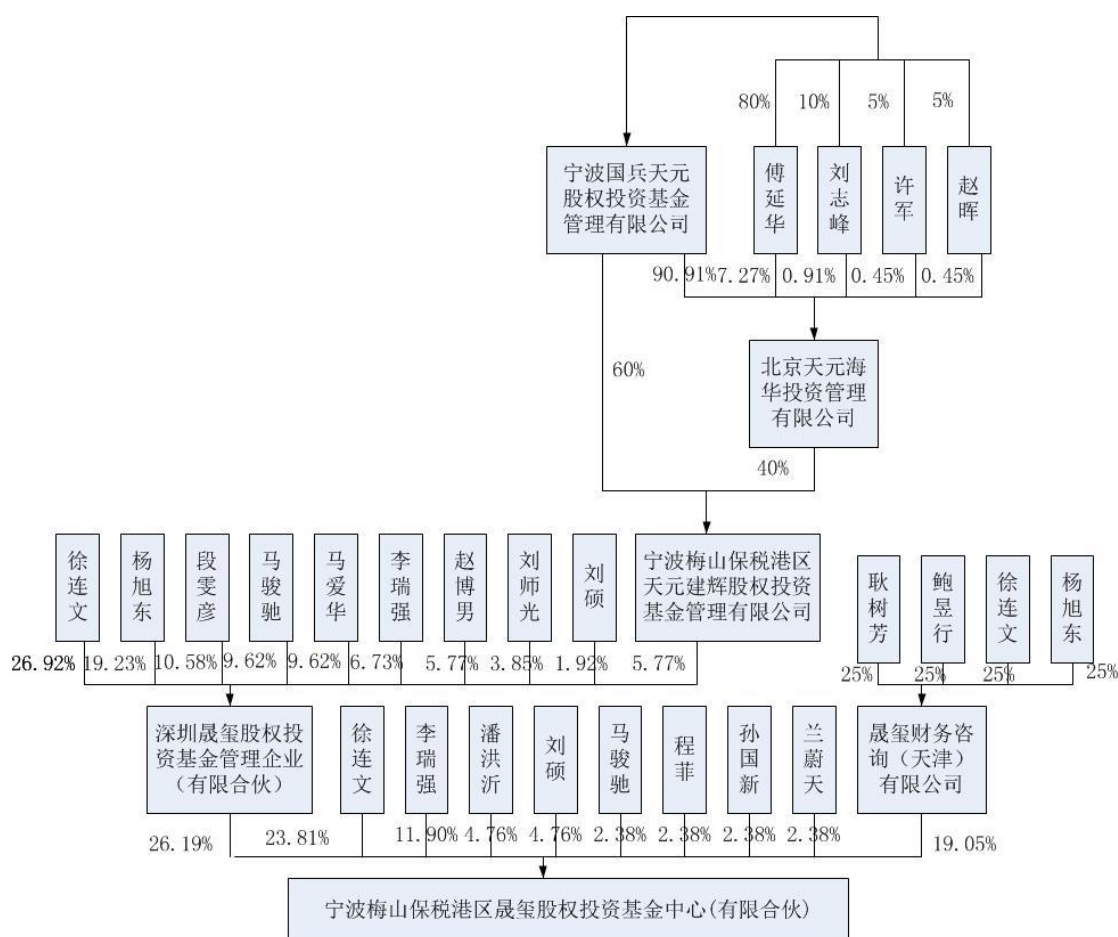 80%
10%
5%
5%
宁波国兵天元
股权投资基金
管理有限公司
傅延华
刘志峰
许军
赵晖
90.91%
7.27%
0.91%
0.45%
0.45%
60%
北京天元海
华投资管理
有限公司
40%
徐连文
杨旭东
段雯彦
马骏驰
马爱华
李瑞强
赵博男
刘师光
刘硕
宁波梅山保税港区
天元建辉股权投资
基金管理有限公司
耿树芳
鲍昱行
徐连文
杨旭东
26.92%
19.23%
10.58%
9.62%
9.62%
6.73%
5.77%
3.85%
1.92%
5.77%
25%
25%
25%
25%
深圳晟玺股权投
资基金管理企业
（有限合伙）
徐连文
李瑞强
潘洪沂
刘硕
马骏驰
程菲
孙国新
兰蔚天
晟玺财务咨
询（天津）
有限公司
26.19%
23.81%
11.90%
4.76%
4.76%
2.38%
2.38%
2.38%
2.38%
19.05%
宁波梅山保税港区晟玺股权投资基金中心(有限合伙)